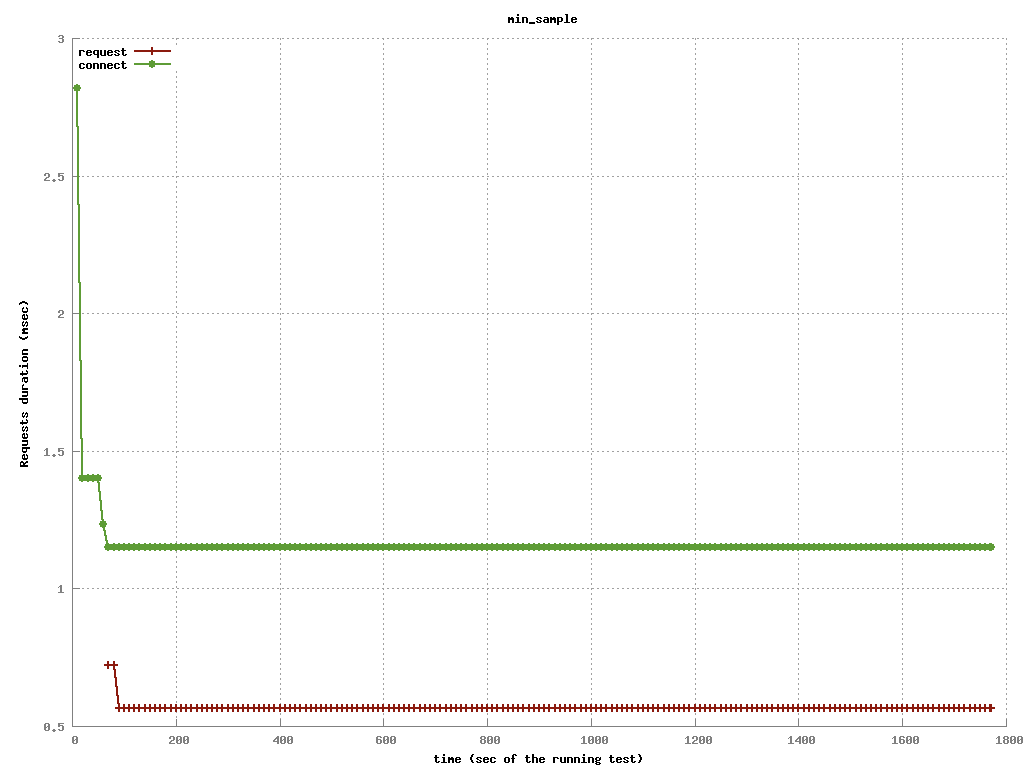 min_sample
request
connect
3
2.5
2
1.5
1
0.5
Requests duration (msec)
0 200 400 600 800 1000 1200 1400 1600 1800
time (sec of the running test)